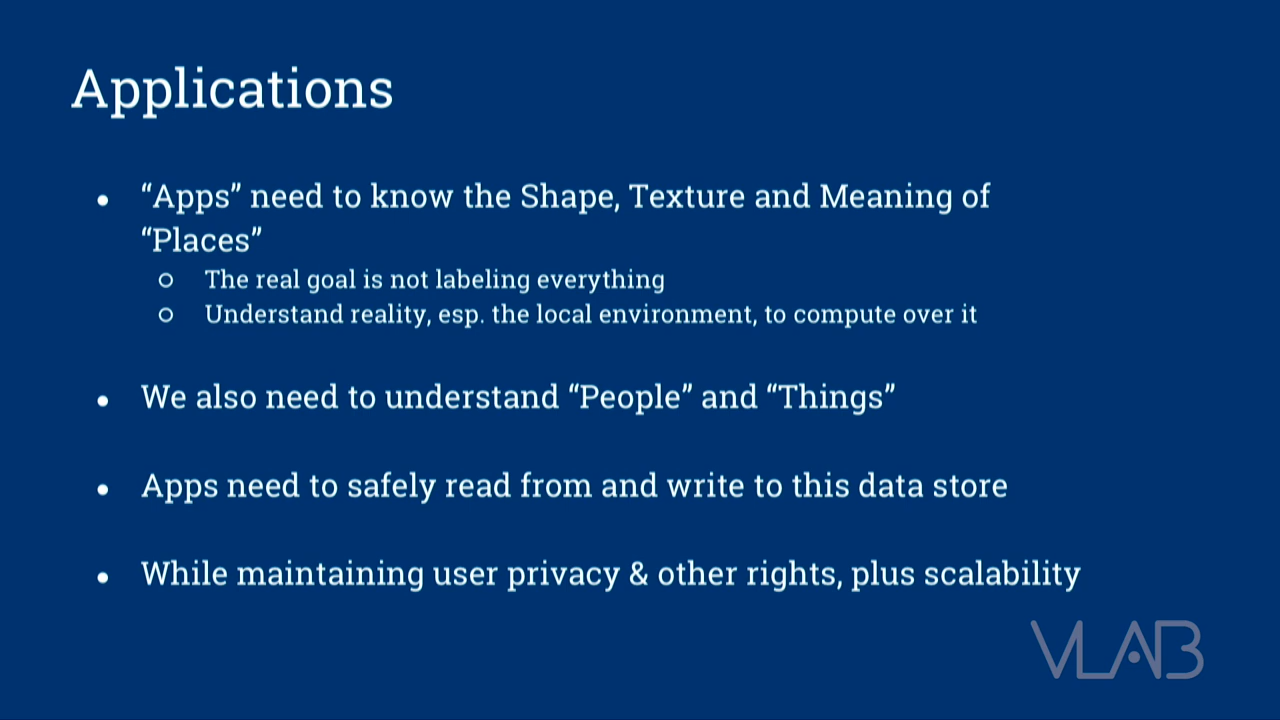 Applications
• “Apps” need to know the Shape, Texture and Meaning of
“Places”
○ The real goal is not labeling everything
○ Understand reality, esp. the local environment, to compute over it
• We also need to understand “People” and “Things”
• Apps need to safely read from and write to this data store
• While maintaining user privacy & other rights, plus scalability
VLAB